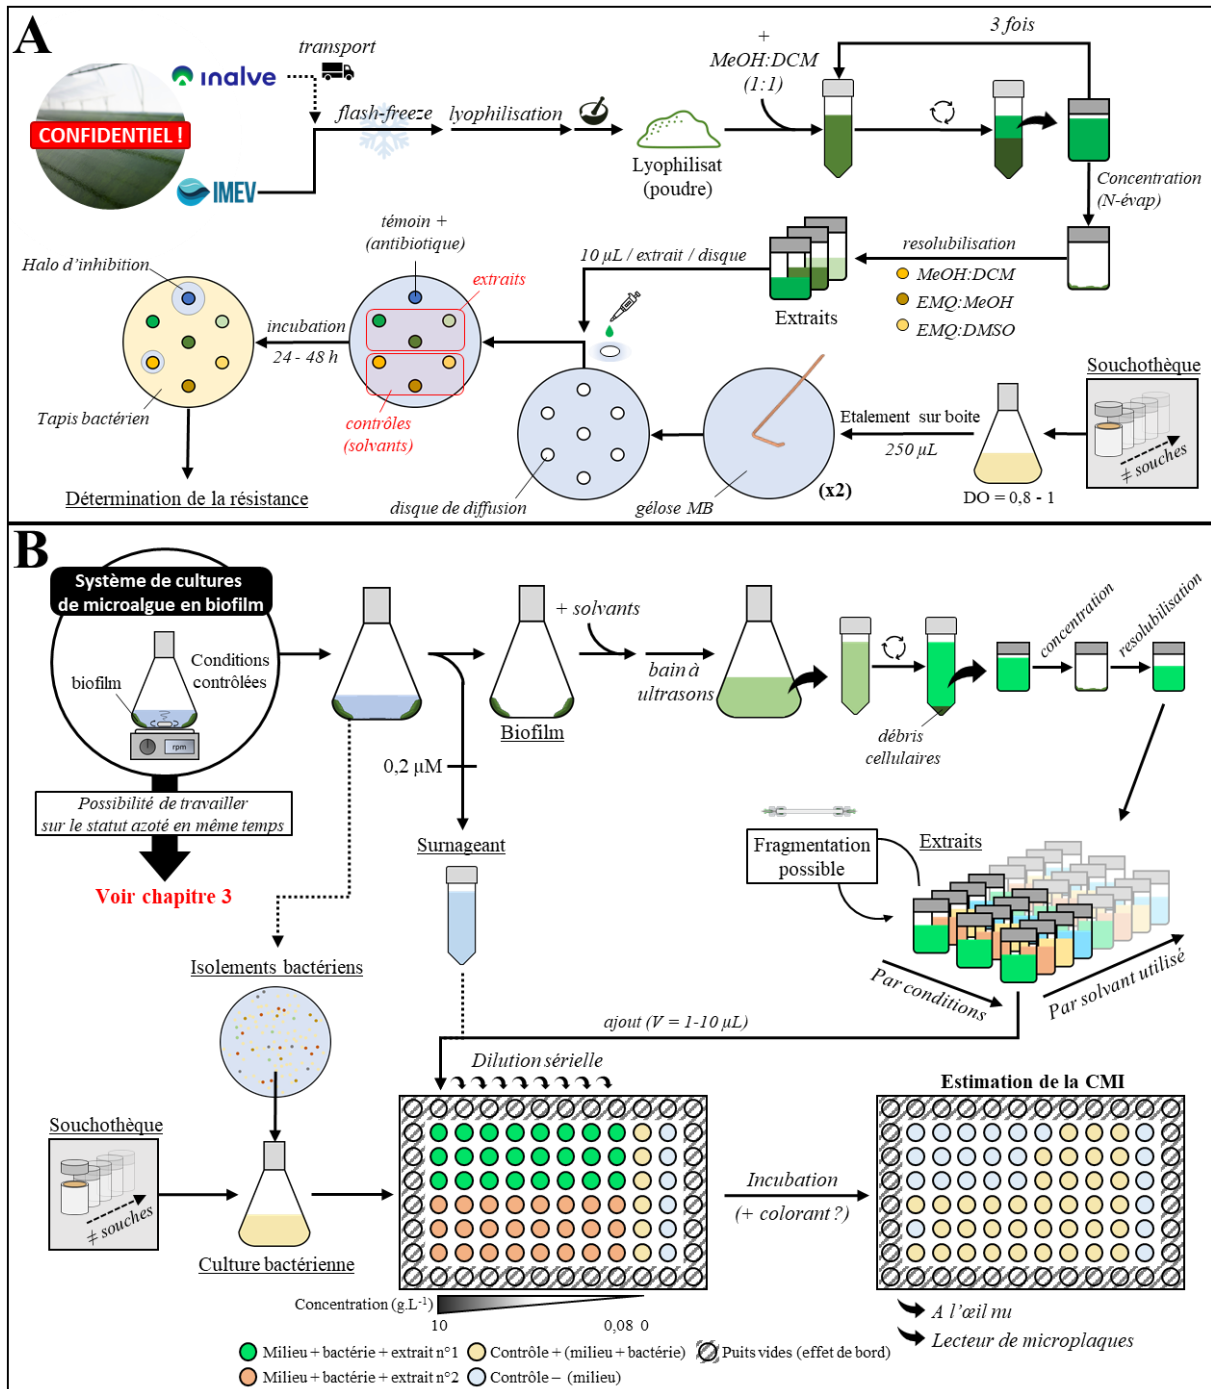 A
inalve
transport
CONFIDENTIEL !
IMEV
flash-freeze
lyophilisation
Lyophilisat
(poudre)
+
MeOH:DCM
(1:1)
3 fois
Concentration
(N-évap)
resolubilisation
MeOH:DCM
EMQ:MeOH
EMQ:DMSO
Extraits
10 µL / extrait / disque
témoin +
(antibiotique)
extraits
contrôles
(solvants)
incubation
24 - 48 h
Halo d’inhibition
Tapis bactérien
Détermination de la résistance
disque de diffusion
gélose MB
(x2)
Etalement sur boite
250 µL
DO = 0,8 - 1
Souchothèque
≠ souches
B
Système de cultures
de microalgue en biofilm
Conditions
contrôlées
biofilm
rpm
Possibilité de travailler
sur le statut azoté en même temps
Voir chapitre 3
Biofilm
+ solvants
bain à
ultrasons
débris
cellulaires
concentration
resolubilisation
0,2 µM
Surnageant
Fragmentation
possible
Extraits
Par conditions
Par solvant utilisé
Isolements bactériens
ajout (V = 1-10 µL)
Dilution sérielle
Estimation de la CMI
Souchothèque
≠ souches
Culture bactérienne
Incubation
(+ colorant ?)
Concentration (g.L-1)
10
0,08 0
A l’œil nu
Lecteur de microplaques
Milieu + bactérie + extrait n°1
Contrôle + (milieu + bactérie)
Puits vides (effet de bord)
Milieu + bactérie + extrait n°2
Contrôle – (milieu)